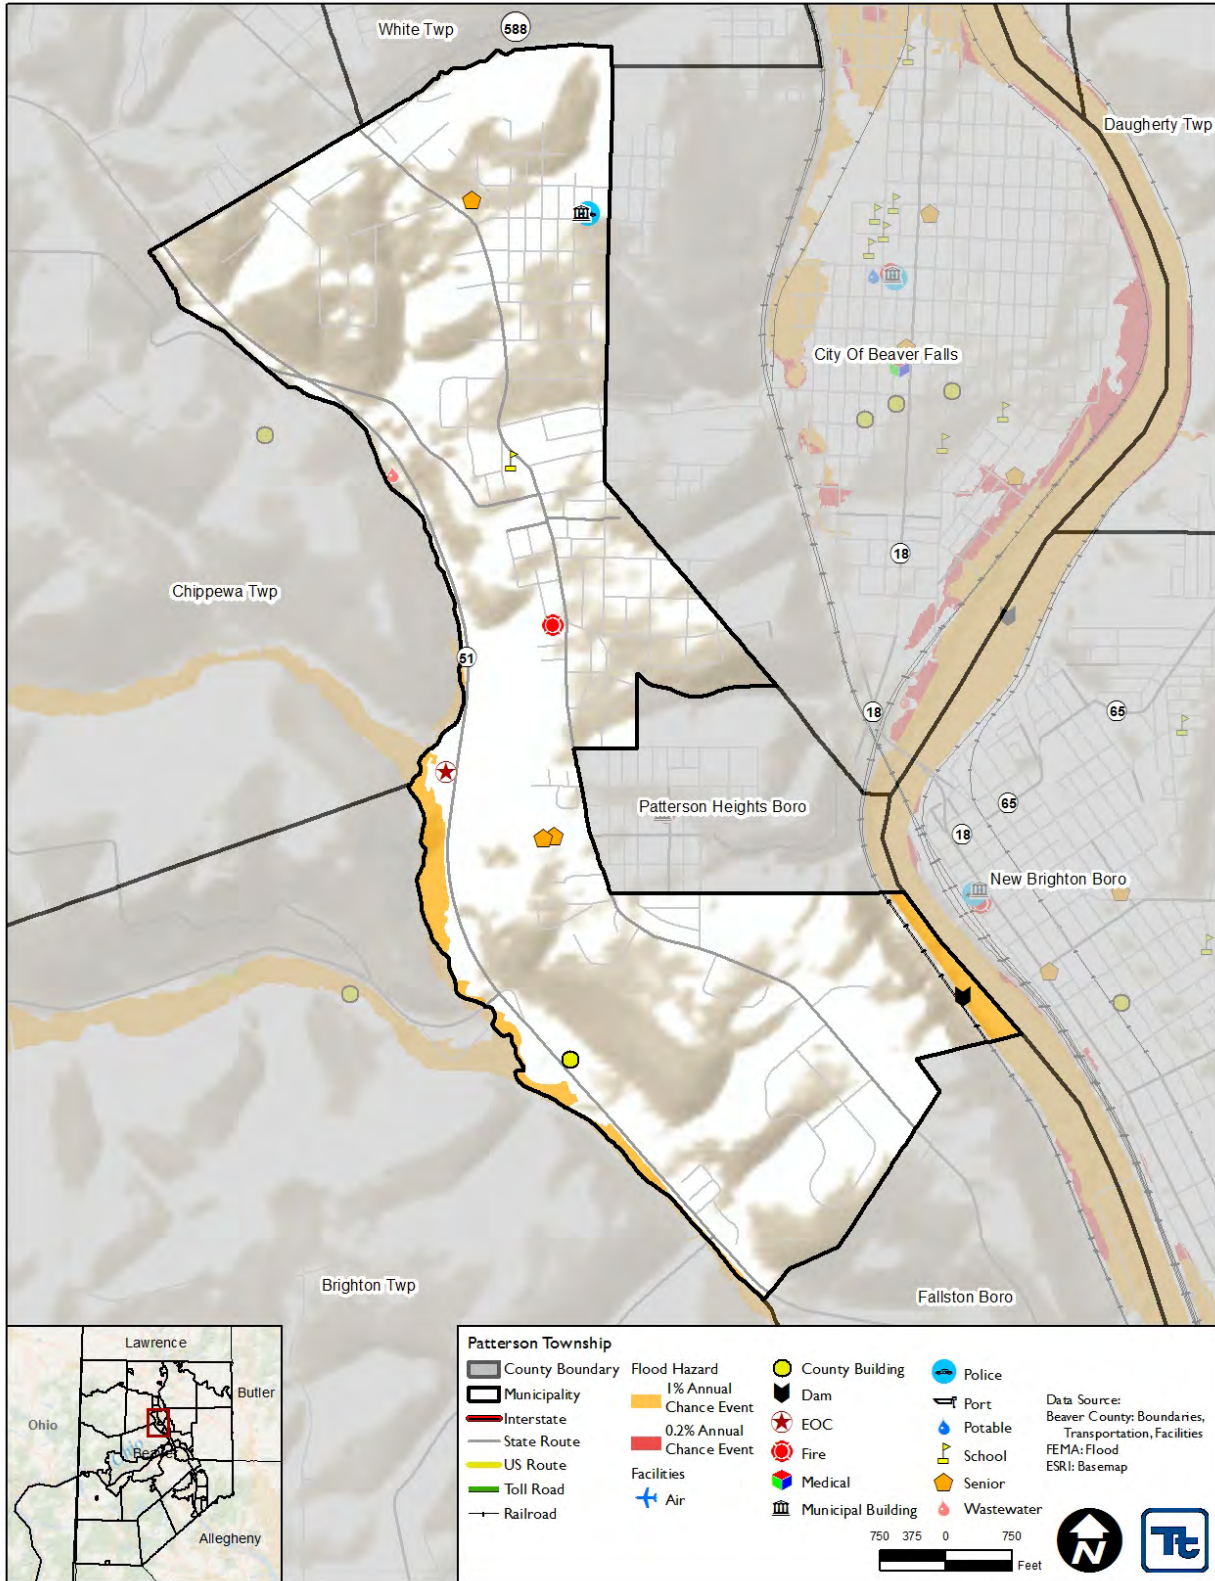 White Twp
588
Daugherty Twp
City Of Beaver Falls
18
Chippewa Twp
51
18
65
Patterson Heights Boro
65
18
New Brighton Boro
Brighton Twp
Fallston Boro
Lawrence
Butler
Ohio
Ohio
Beaver
Allegheny
Patterson Township
County Boundary
Municipality
Interstate
State Route
US Route
Toll Road
Railroad
Flood Hazard
1% Annual
Chance Event
0.2% Annual
Chance Event
Facilities
Air
County Building
Dam
EOC
Fire
Medical
Municipal Building
Police
Port
Potable
School
Senior
Wastewater
Data Source:
Beaver County: Boundaries,
Transportation, Facilities
FEMA: Flood
ESRI: Basemap
750 375 0 750
Feet
N
Tt